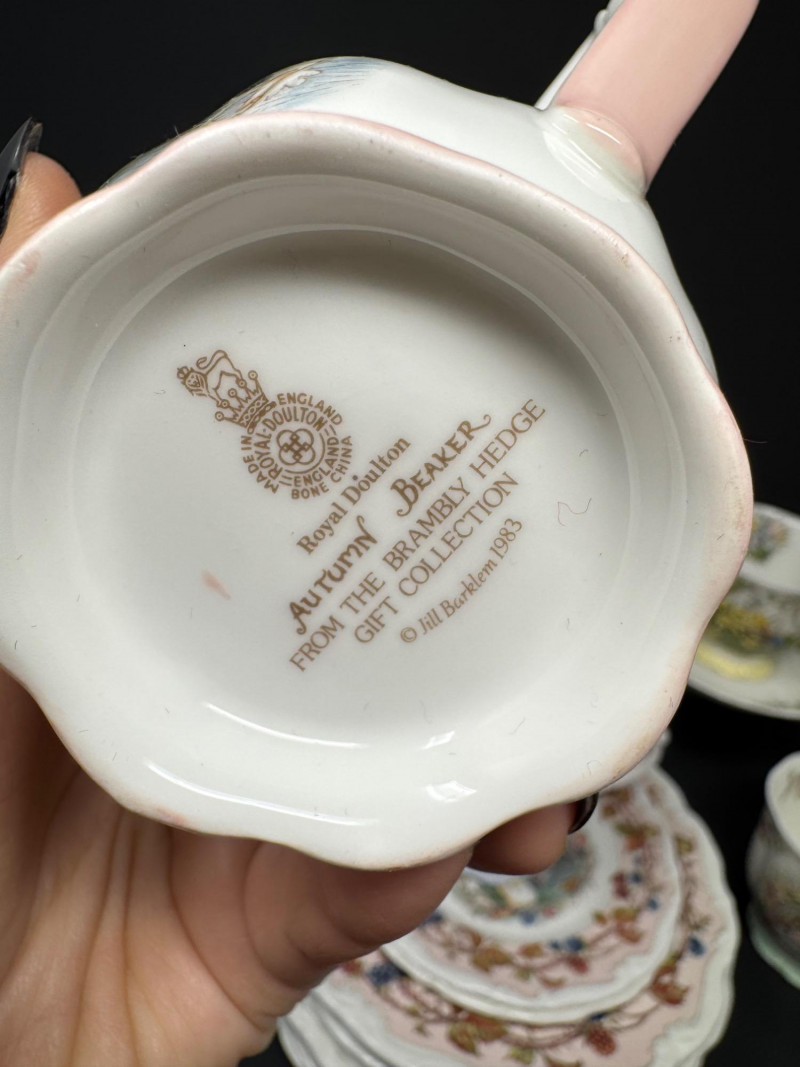 MADE IN ENGLAND
ROYAL·DOULTON
ENGLAND
BONE CHINA
Royal Doulton
AUTUMN BEAKER
FROM THE BRAMBLY HEDGE
GIFT COLLECTION
© Jill Barklem 1983